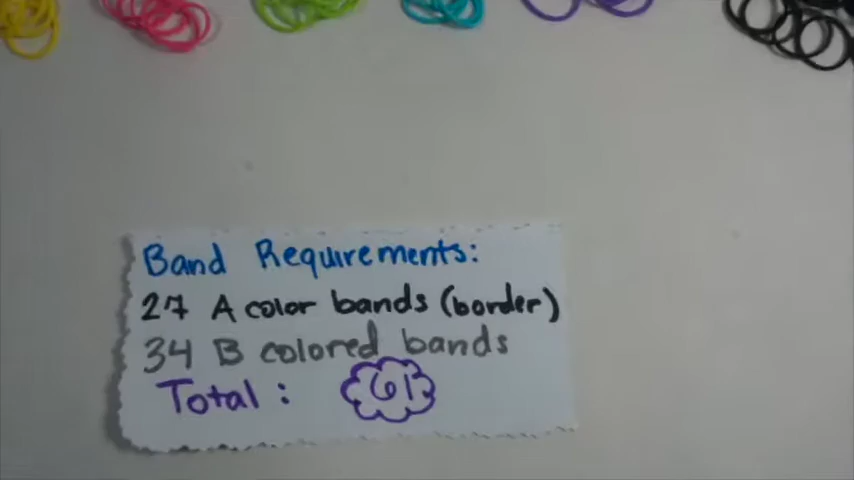 Band Requirements:
27 A color bands (border)
34 B colored bands
Total : 61